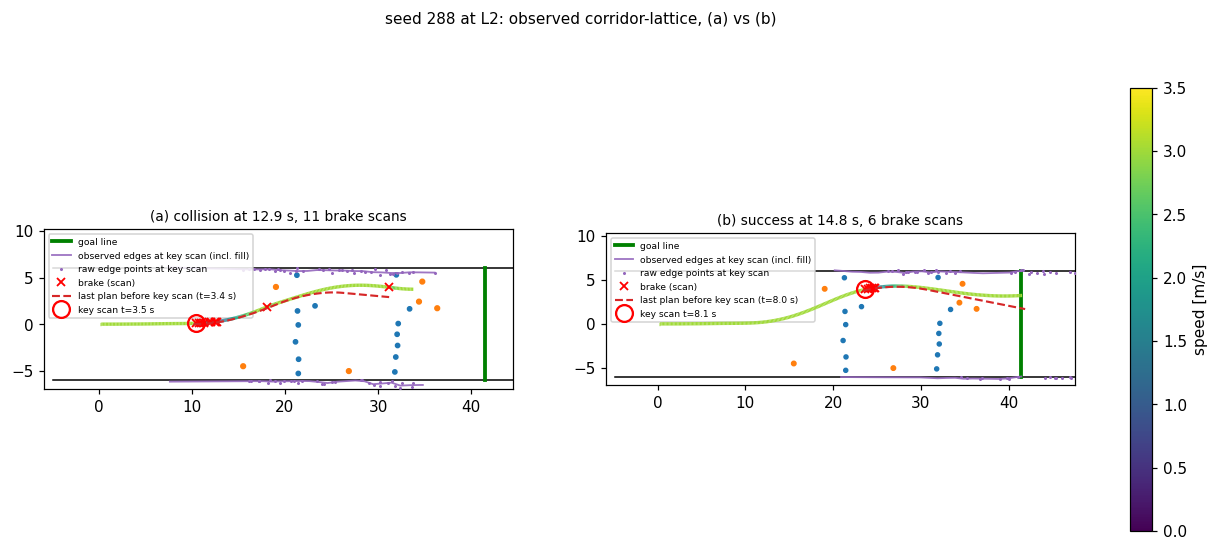 seed 288 at L2: observed corridor-lattice, (a) vs (b)
(a) collision at 12.9 s, 11 brake scans
goal line
observed edges at key scan (incl. fill)
raw edge points at key scan
brake (scan)
last plan before key scan (t=3.4 s)
key scan t=3.5 s
10
5
0
−5
0
10
20
30
40
(b) success at 14.8 s, 6 brake scans
goal line
observed edges at key scan (incl. fill)
raw edge points at key scan
brake (scan)
last plan before key scan (t=8.0 s)
key scan t=8.1 s
10
5
0
−5
0
10
20
30
40
3.5
3.0
2.5
2.0
1.5
1.0
0.5
0.0
speed [m/s]